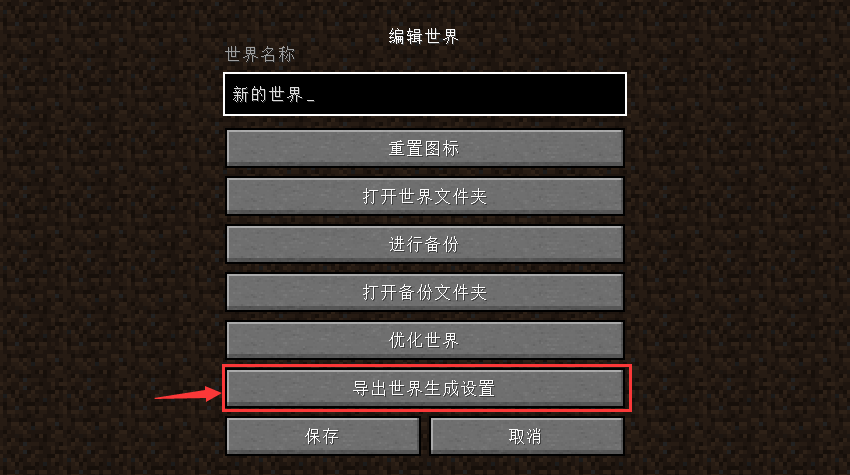 编辑世界
世界名称
新的世界_
重置图标
打开世界文件夹
进行备份
打开备份文件夹
优化世界
导出世界生成设置
保存
取消